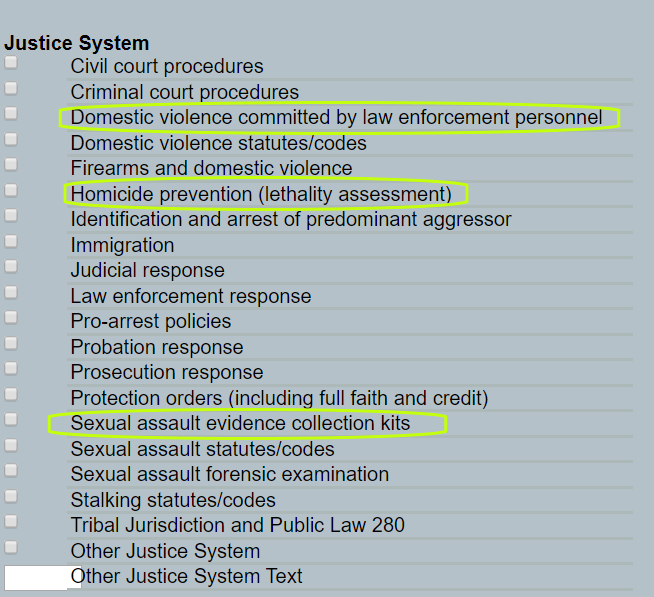 Justice System
Civil court procedures
Criminal court procedures
Domestic violence committed by law enforcement personnel
Domestic violence statutes/codes
Firearms and domestic violence
Homicide prevention (lethality assessment)
Identification and arrest of predominant aggressor
Immigration
Judicial response
Law enforcement response
Pro-arrest policies
Probation response
Prosecution response
Protection orders (including full faith and credit)
Sexual assault evidence collection kits
Sexual assault statutes/codes
Sexual assault forensic examination
Stalking statutes/codes
Tribal Jurisdiction and Public Law 280
Other Justice System
Other Justice System Text